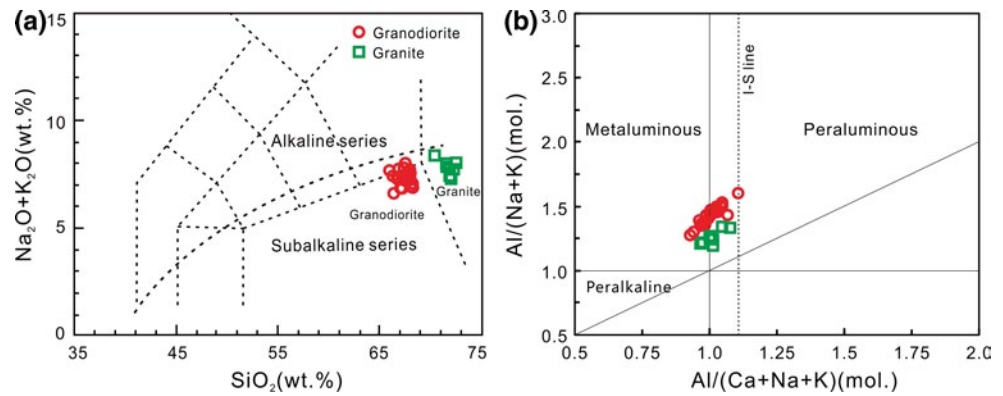 (a)
Granodiorite
Granite
Alkaline series
Granodiorite
Granite
Subalkaline series
Na₂O+K₂O(wt.%)
15
10
5
0
35
45
55
65
75
SiO₂(wt.%)
(b)
I-S line
Metaluminous
Peraluminous
Peralkaline
Al/(Na+K)(mol.)
3.0
2.5
2.0
1.5
1.0
0.5
0.5
1.0
1.25
1.5
1.75
2.0
Al/(Ca+Na+K)(mol.)